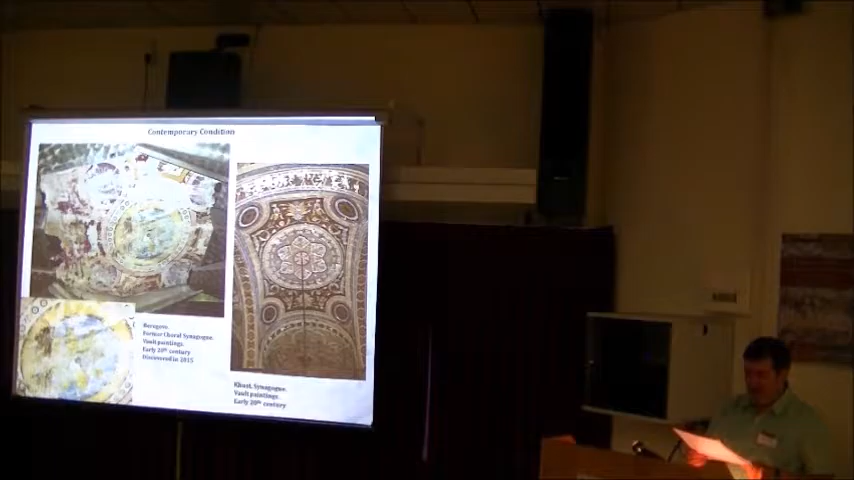 Contemporary Condition
Beregovo.
Former Choral Synagogue.
Vault paintings.
Early 20th century.
Discovered in 2015
Khust. Synagogue.
Vault paintings.
Early 20th century